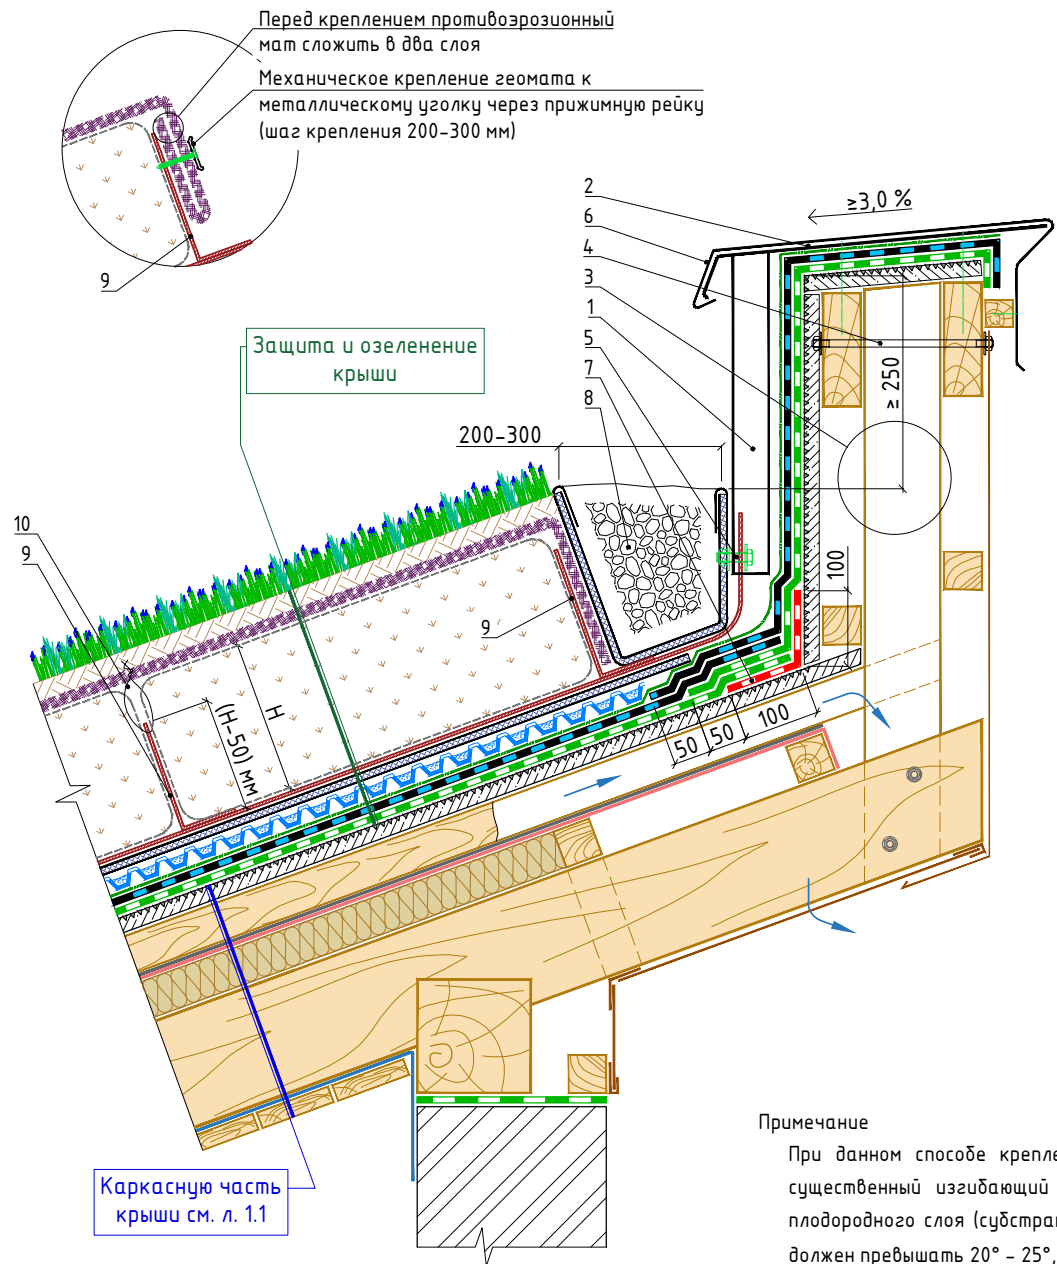 Перед креплением противоэрозионный
мат сложить в два слоя
Механическое крепление геомата к
металлическому уголку через прижимную рейку
(шаг крепления 200-300 мм)
9
2
6
4
3
1
5
7
8
≥3,0 %
≥ 250
Защита и озеленение
крыши
200-300
10
9
9
100
H
(H-50) мм
50
50
100
Каркасную часть
крыши см. л. 1.1
Примечание
При данном способе
существенный изгибающий
плодородного слоя
должен превышать 20° - 25°,